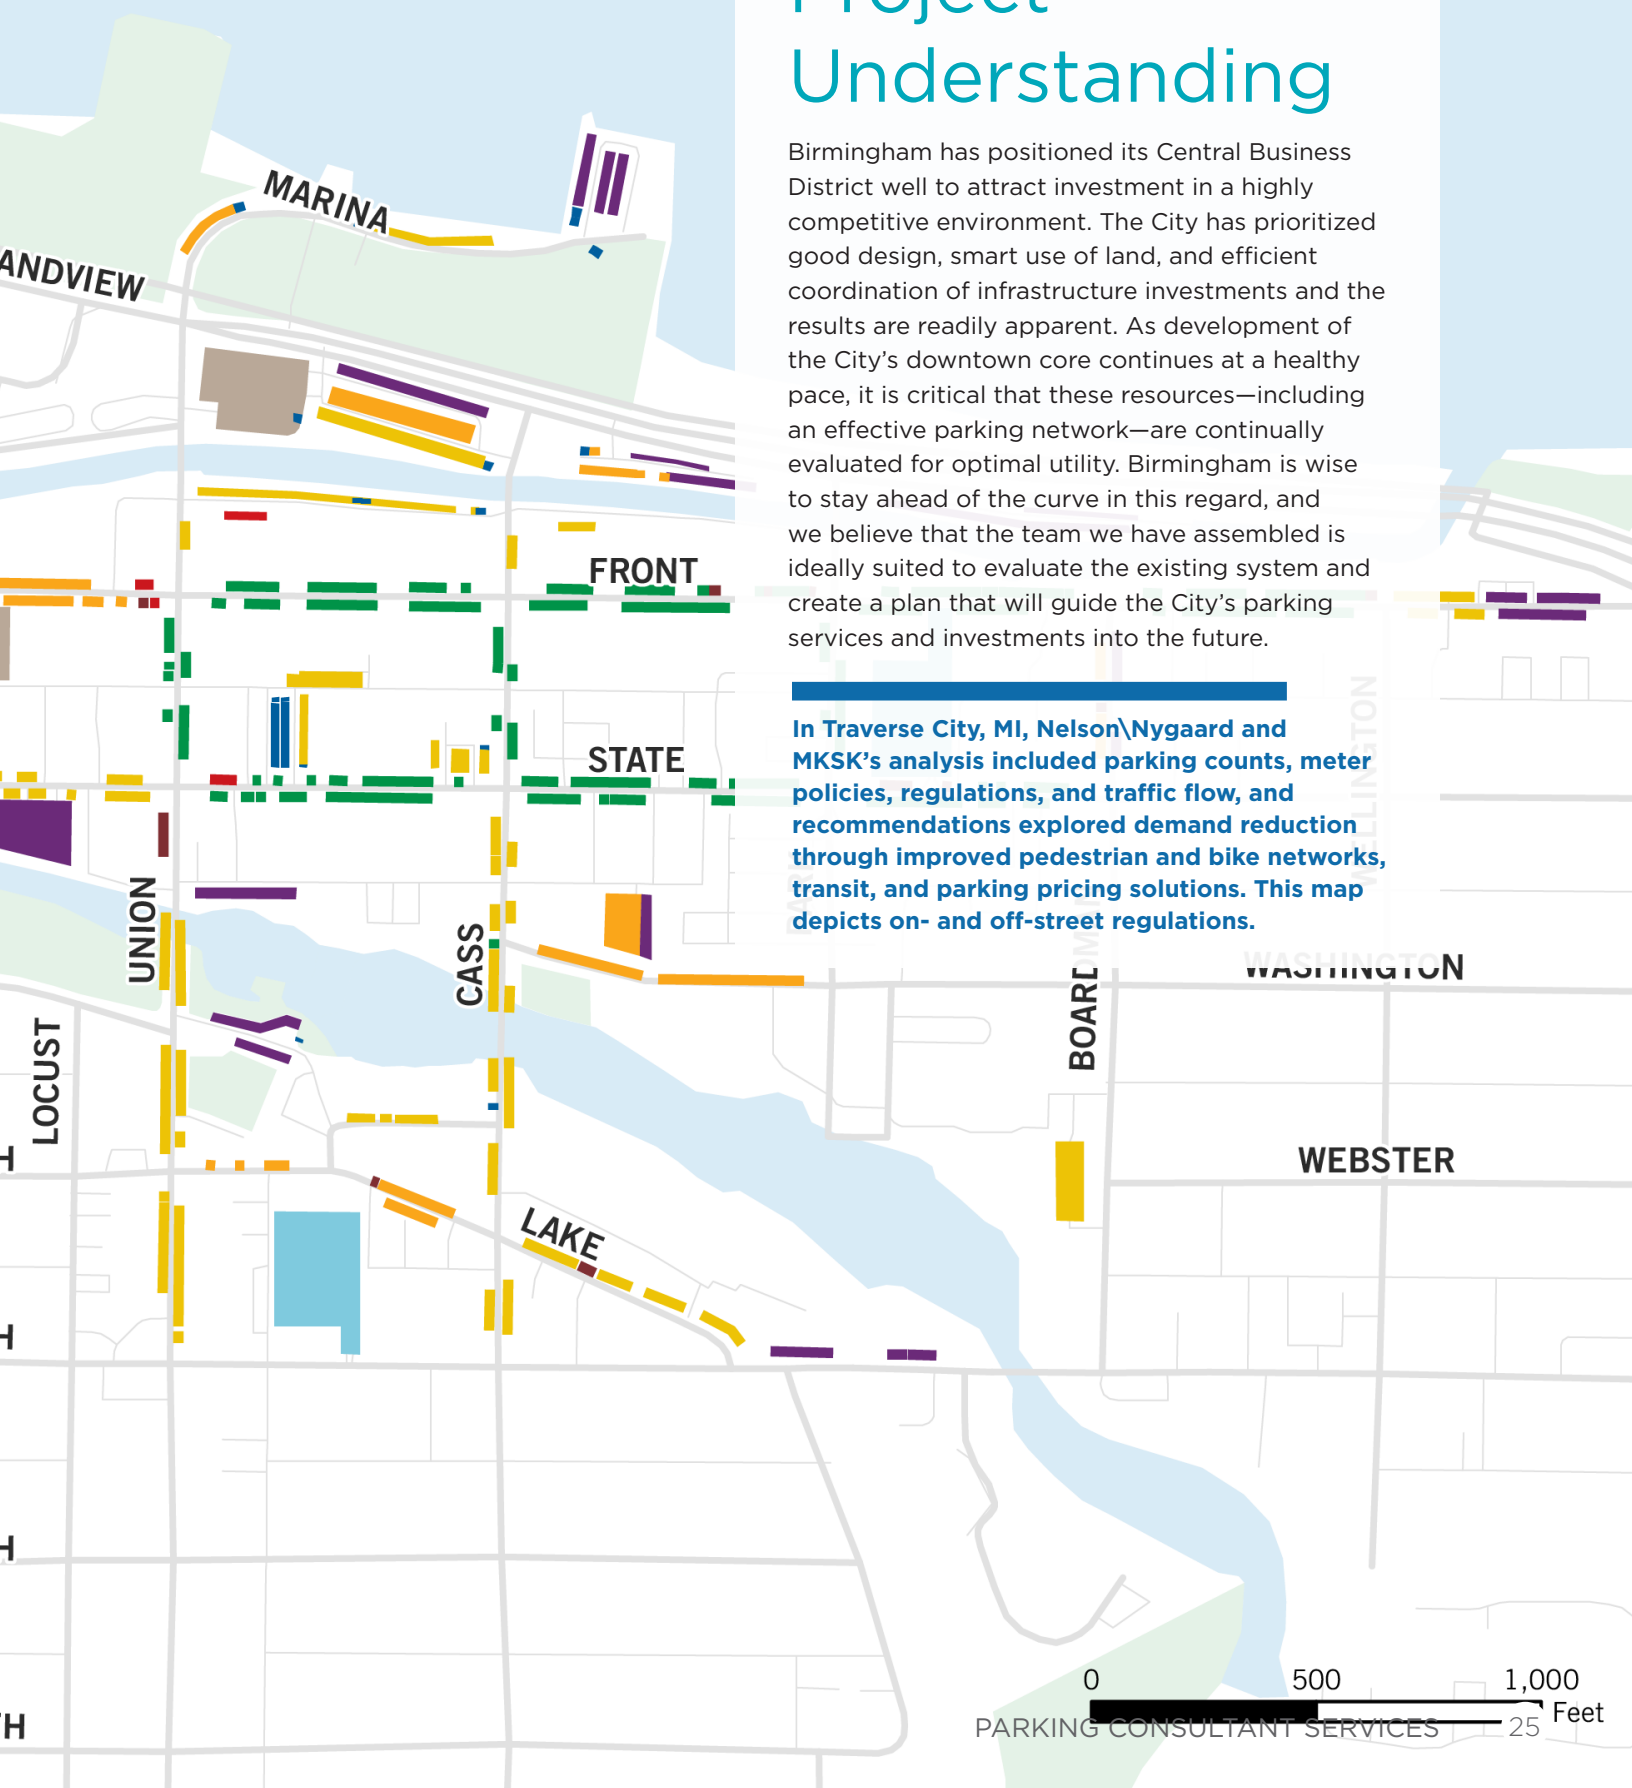 Project
Understanding
Birmingham has positioned its Central Business
District well to attract investment in a highly
competitive environment. The City has prioritized
good design, smart use of land, and efficient
coordination of infrastructure investments and the
results are readily apparent. As development of
the City’s downtown core continues at a healthy
pace, it is critical that these resources—including
an effective parking network—are continually
evaluated for optimal utility. Birmingham is wise
to stay ahead of the curve in this regard, and
we believe that the team we have assembled is
ideally suited to evaluate the existing system and
create a plan that will guide the City’s parking
services and investments into the future.
In Traverse City, MI, Nelson\Nygaard and
MKSK’s analysis included parking counts, meter
policies, regulations, and traffic flow, and
recommendations explored demand reduction
through improved pedestrian and bike networks,
transit, and parking pricing solutions. This map
depicts on- and off-street regulations.
MARINA
ANDVIEW
FRONT
STATE
UNION
CASS
LOCUST
LAKE
WELLINGTON
BOARDMAN
WASHINGTON
WEBSTER
H
H
H
TH
0 500 1,000
Feet
PARKING CONSULTANT SERVICES 25